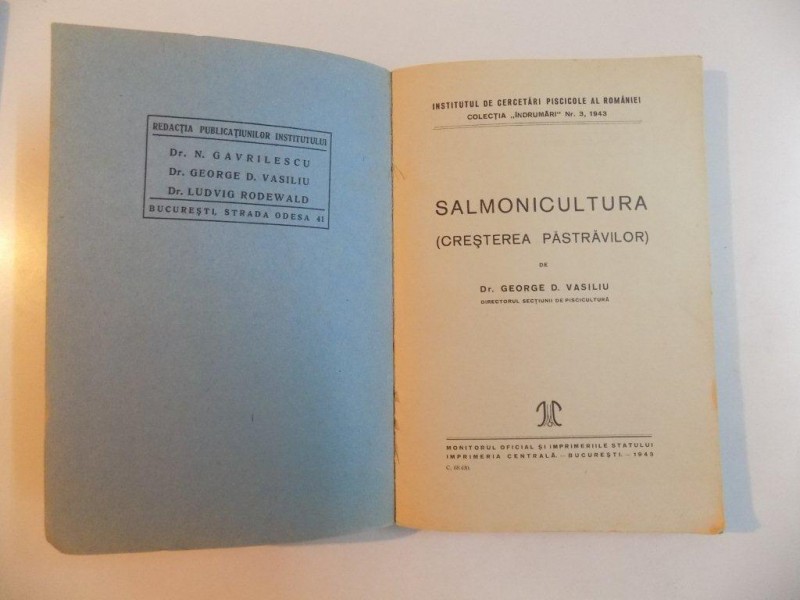 REDACȚIA PUBLICAȚIUNILOR INSTITUTULUI
Dr. N. GAVRILESCU
Dr. GEORGE D. VASILIU
Dr. LUDVIG RODEWALD
BUCUREȘTI, STRADA ODESA 41
INSTITUTUL DE CERCETĂRI PISCICOLE AL ROMÂNIEI
COLECȚIA „ÎNDRUMĂRI" Nr. 3, 1943
SALMONICULTURA
(CREȘTEREA PĂSTRĂVILOR)
DE
Dr. GEORGE D. VASILIU
DIRECTORUL SECȚIUNII DE PISCICULTURĂ
MONITORUL OFICIAL ȘI IMPRIMERIILE STATULUI
IMPRIMERIA CENTRALĂ. – BUCUREȘTI. – 1943